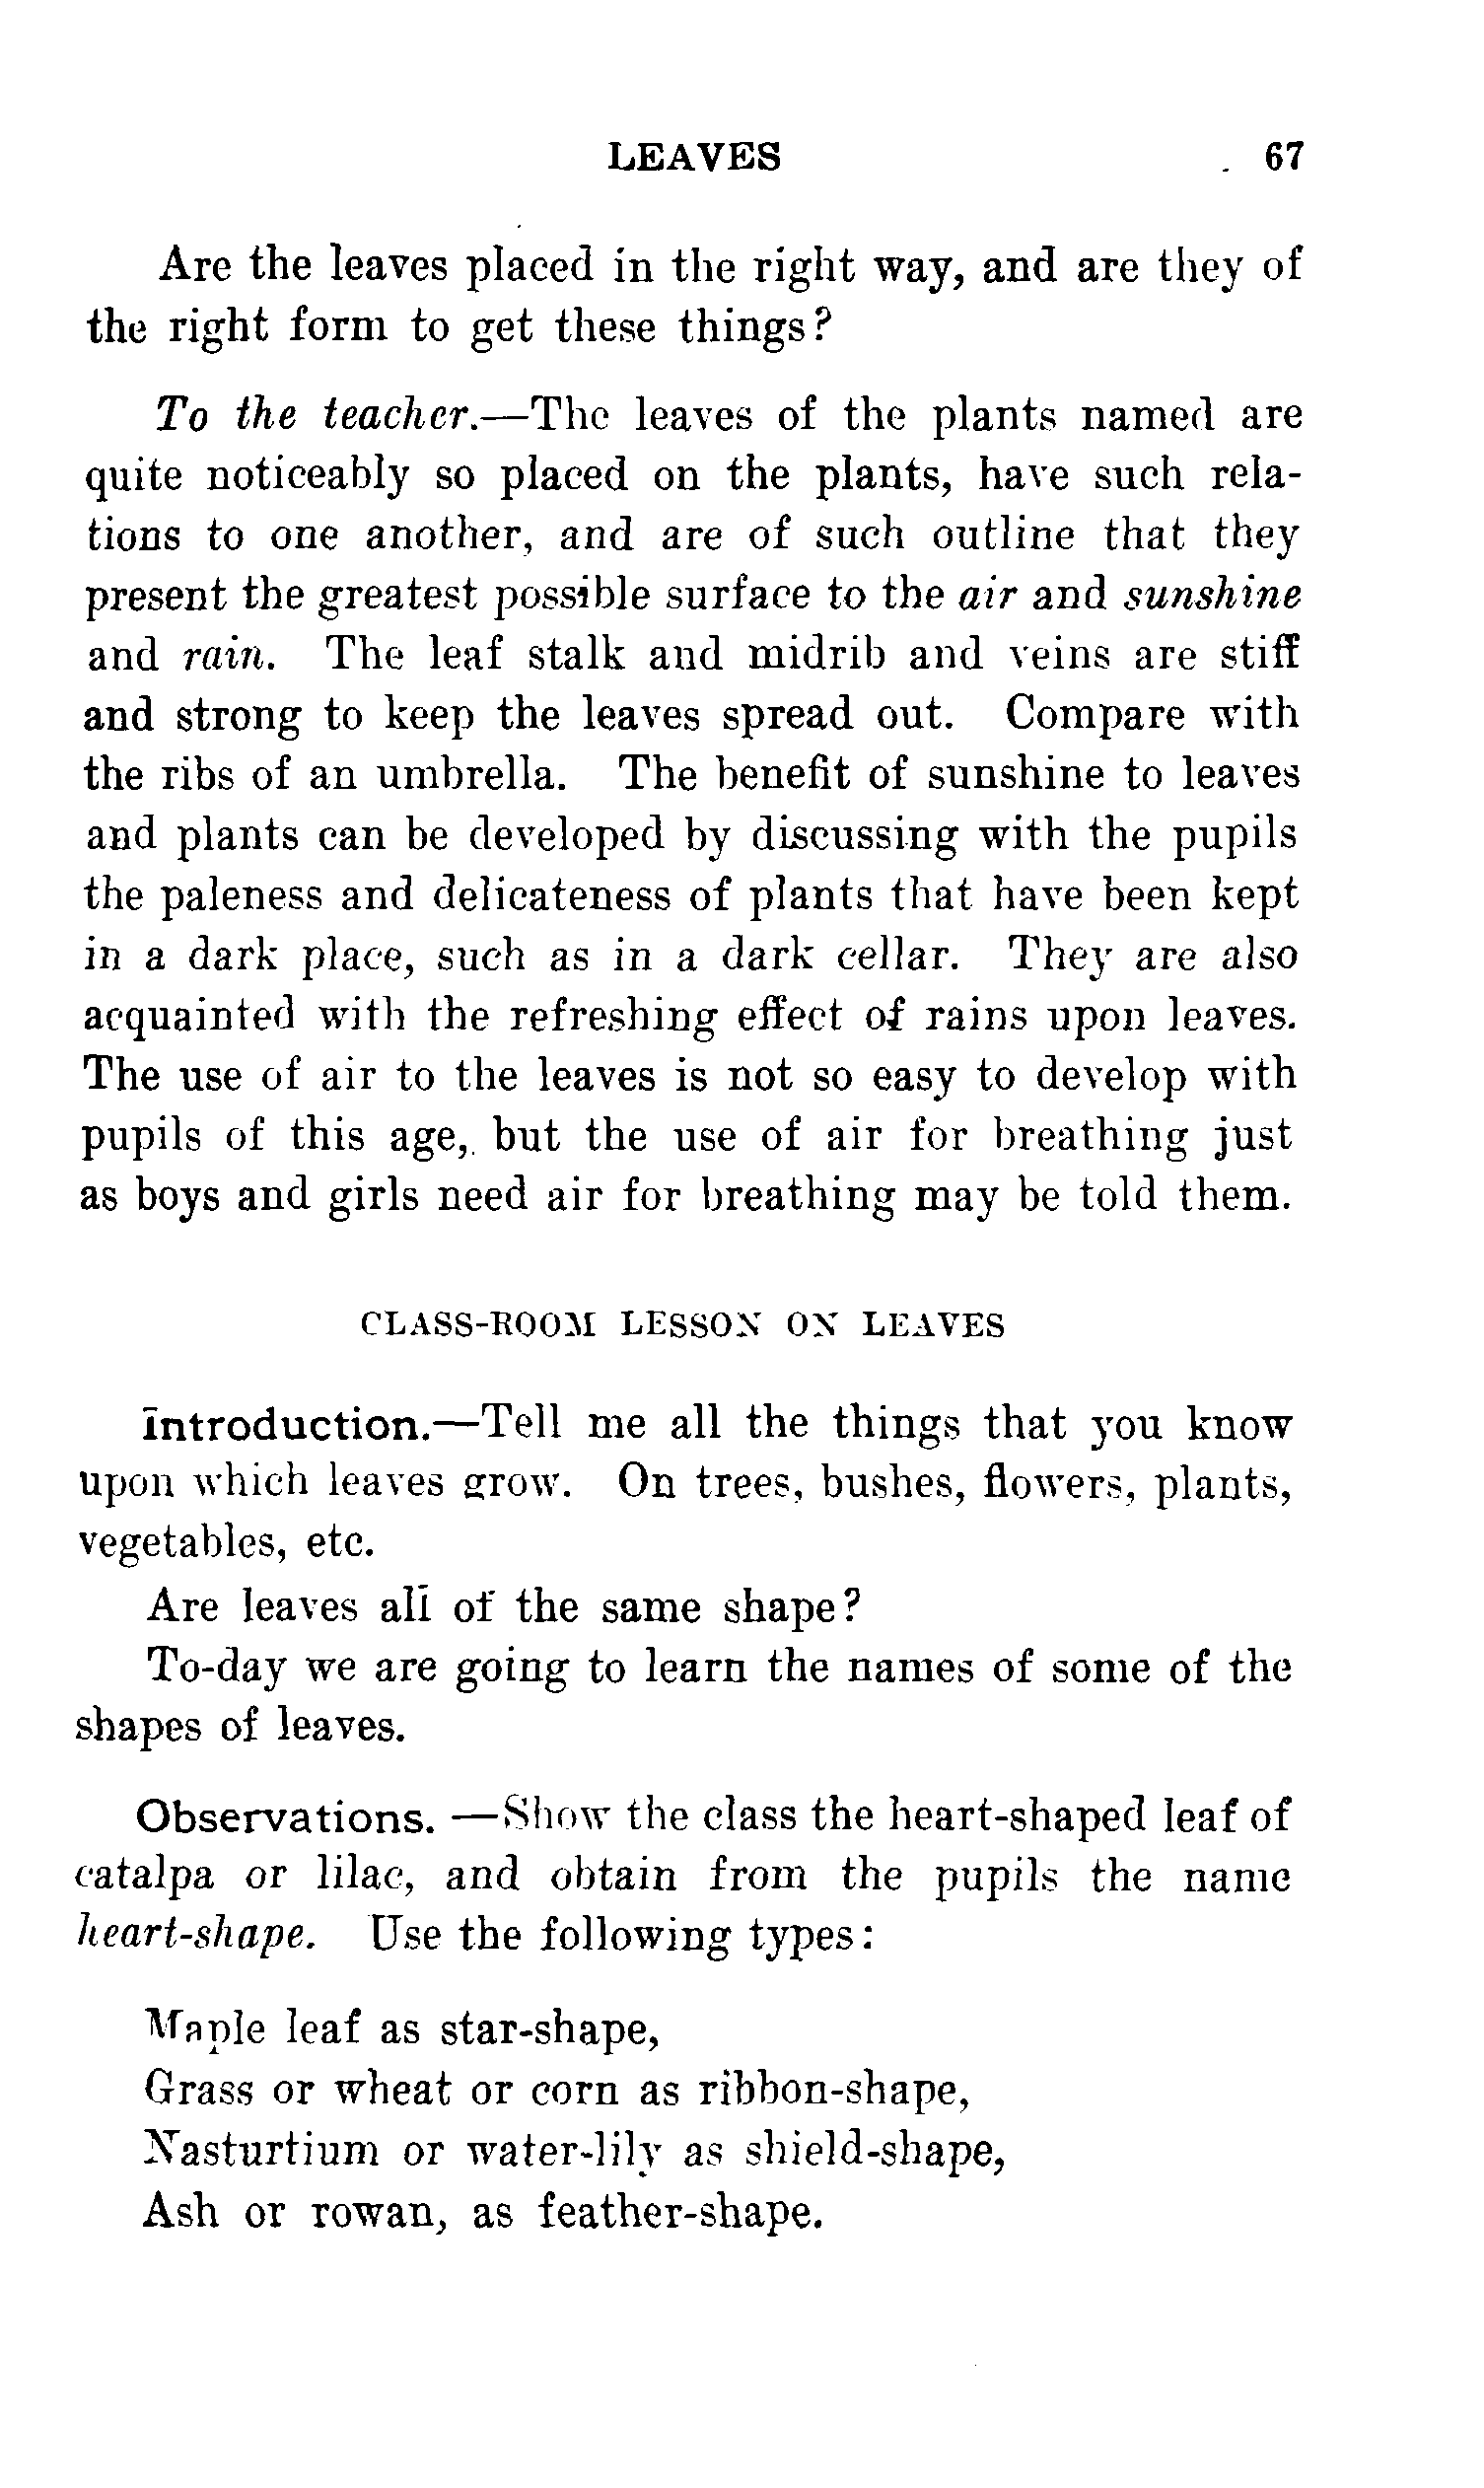 LEAVES 67
Are the leaves placed in the right way, and are they of
the right form to get these things?
To the teacher.—The leaves of the plants named are
quite noticeably so placed on the plants, have such rela-
tions to one another, and are of such outline that they
present the greatest possible surface to the air and sunshine
and rain. The leaf stalk and midrib and veins are stiff
and strong to keep the leaves spread out. Compare with
the ribs of an umbrella. The benefit of sunshine to leaves
and plants can be developed by discussing with the pupils
the paleness and delicateness of plants that have been kept
in a dark place, such as in a dark cellar. They are also
acquainted with the refreshing effect of rains upon leaves.
The use of air to the leaves is not so easy to develop with
pupils of this age, but the use of air for breathing just
as boys and girls need air for breathing may be told them.
CLASS-ROOM LESSON ON LEAVES
Introduction.—Tell me all the things that you know
upon which leaves grow. On trees, bushes, flowers, plants,
vegetables, etc.
Are leaves all of the same shape?
To-day we are going to learn the names of some of the
shapes of leaves.
Observations.—Show the class the heart-shaped leaf of
catalpa or lilac, and obtain from the pupils the name
heart-shape. Use the following types:
Maple leaf as star-shape,
Grass or wheat or corn as ribbon-shape,
Nasturtium or water-lily as shield-shape,
Ash or rowan, as feather-shape.